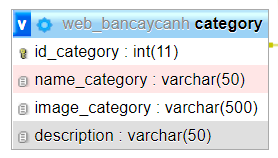 v web_bancaycanh category
id_category : int(11)
name_category : varchar(50)
image_category : varchar(500)
description : varchar(50)